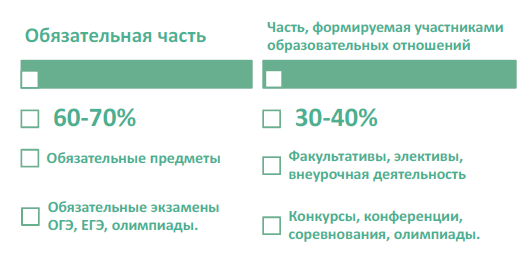 Обязательная часть
60-70%
Обязательные предметы
Обязательные экзамены
ОГЭ, ЕГЭ, олимпиады.
Часть, формируемая участниками
образовательных отношений
30-40%
Факультативы, элективы,
внеурочная деятельность
Конкурсы, конференции,
соревнования, олимпиады.